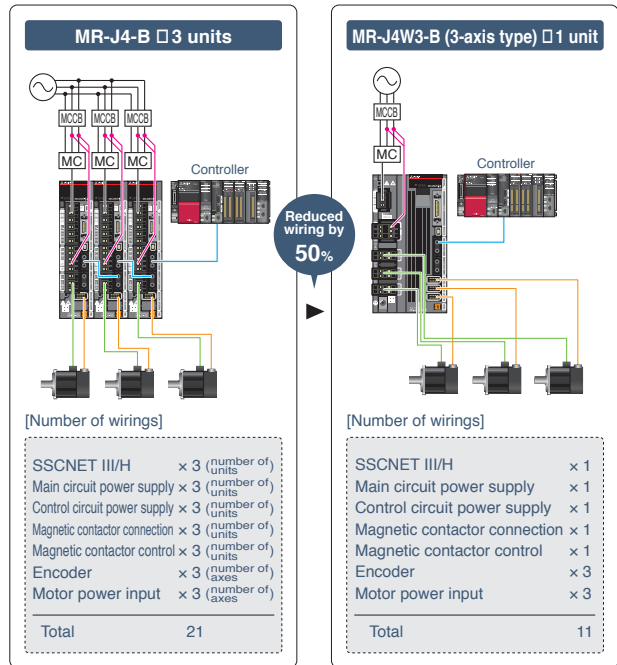 MR-J4-B □ 3 units
MCCB MCCB MCCB
MC MC MC
Controller
[Number of wirings]
SSCNET III/H × 3 (number of units)
Main circuit power supply × 3 (number of units)
Control circuit power supply × 3 (number of units)
Magnetic contactor connection × 3 (number of units)
Magnetic contactor control × 3 (number of units)
Encoder × 3 (number of axes)
Motor power input × 3 (number of axes)
Total 21
Reduced
wiring by
50%
MR-J4W3-B (3-axis type) □ 1 unit
MCCB
MC
Controller
[Number of wirings]
SSCNET III/H × 1
Main circuit power supply × 1
Control circuit power supply × 1
Magnetic contactor connection × 1
Magnetic contactor control × 1
Encoder × 3
Motor power input × 3
Total 11